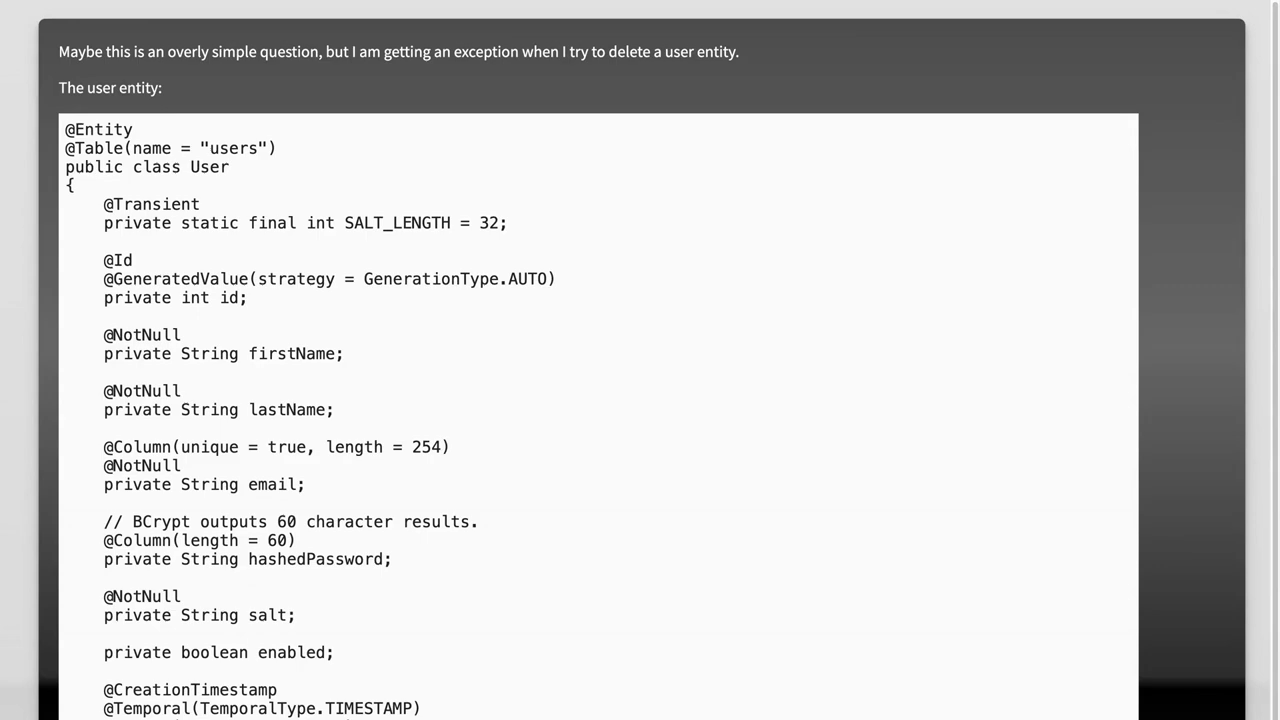 Maybe this is an overly simple question, but I am getting an exception when I try to delete a user entity.
The user entity:
@Entity
@Table(name = "users")
public class User
{
    @Transient
    private static final int SALT_LENGTH = 32;

    @Id
    @GeneratedValue(strategy = GenerationType.AUTO)
    private int id;

    @NotNull
    private String firstName;

    @NotNull
    private String lastName;

    @Column(unique = true, length = 254)
    @NotNull
    private String email;

    // BCrypt outputs 60 character results.
    @Column(length = 60)
    private String hashedPassword;

    @NotNull
    private String salt;

    private boolean enabled;

    @CreationTimestamp
    @Temporal(TemporalType.TIMESTAMP)